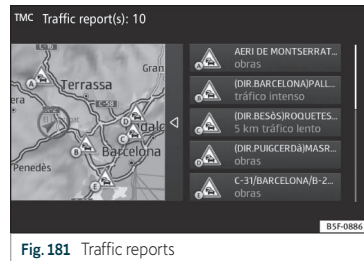 TMC Traffic report(s): 10
Terrassa
Gran
C-58
era
Barcelona
Penedès
A
B
C
D
E
A
AERI DE MONTSERRAT...
obras
B
(DIR.BARCELONA)PALL...
tráfico intenso
C
(DIR.BESòS)ROQUETES...
5 km tráfico lento
D
(DIR.PUIGCERDà)MASR...
obras
E
C-31/BARCELONA/B-2...
obras
B5F-0886
Fig. 181 Traffic reports